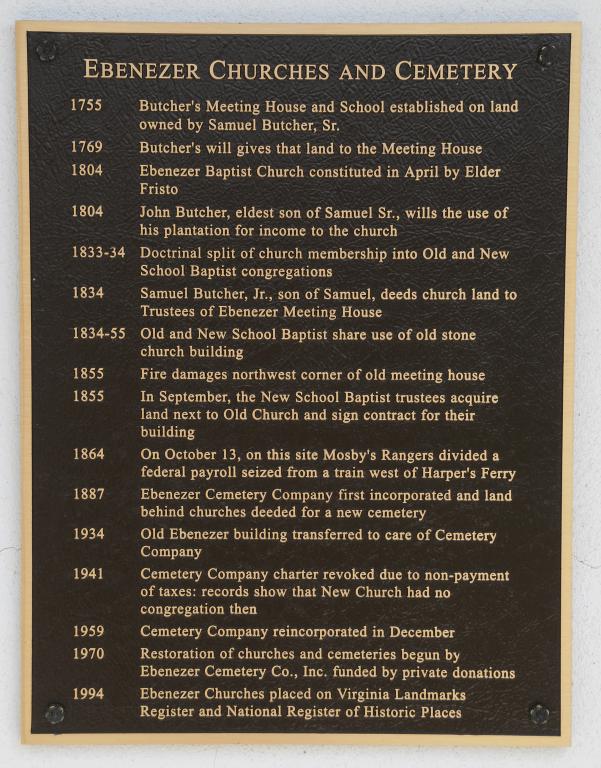 EBENEZER CHURCHES AND CEMETERY
1755 Butcher's Meeting House and School established on land
owned by Samuel Butcher, Sr.
1769 Butcher's will gives that land to the Meeting House
1804 Ebenezer Baptist Church constituted in April by Elder
Fristo
1804 John Butcher, eldest son of Samuel Sr., wills the use of
his plantation for income to the church
1833-34 Doctrinal split of church membership into Old and New
School Baptist congregations
1834 Samuel Butcher, Jr., son of Samuel, deeds church land to
Trustees of Ebenezer Meeting House
1834-55 Old and New School Baptist share use of old stone
church building
1855 Fire damages northwest corner of old meeting house
1855 In September, the New School Baptist trustees acquire
land next to Old Church and sign contract for their
building
1864 On October 13, on this site Mosby's Rangers divided a
federal payroll seized from a train west of Harper's Ferry
1887 Ebenezer Cemetery Company first incorporated and land
behind churches deeded for a new cemetery
1934 Old Ebenezer building transferred to care of Cemetery
Company
1941 Cemetery Company charter revoked due to non-payment
of taxes: records show that New Church had no
congregation then
1959 Cemetery Company reincorporated in December
1970 Restoration of churches and cemeteries begun by
Ebenezer Cemetery Co., Inc. funded by private donations
1994 Ebenezer Churches placed on Virginia Landmarks
Register and National Register of Historic Places